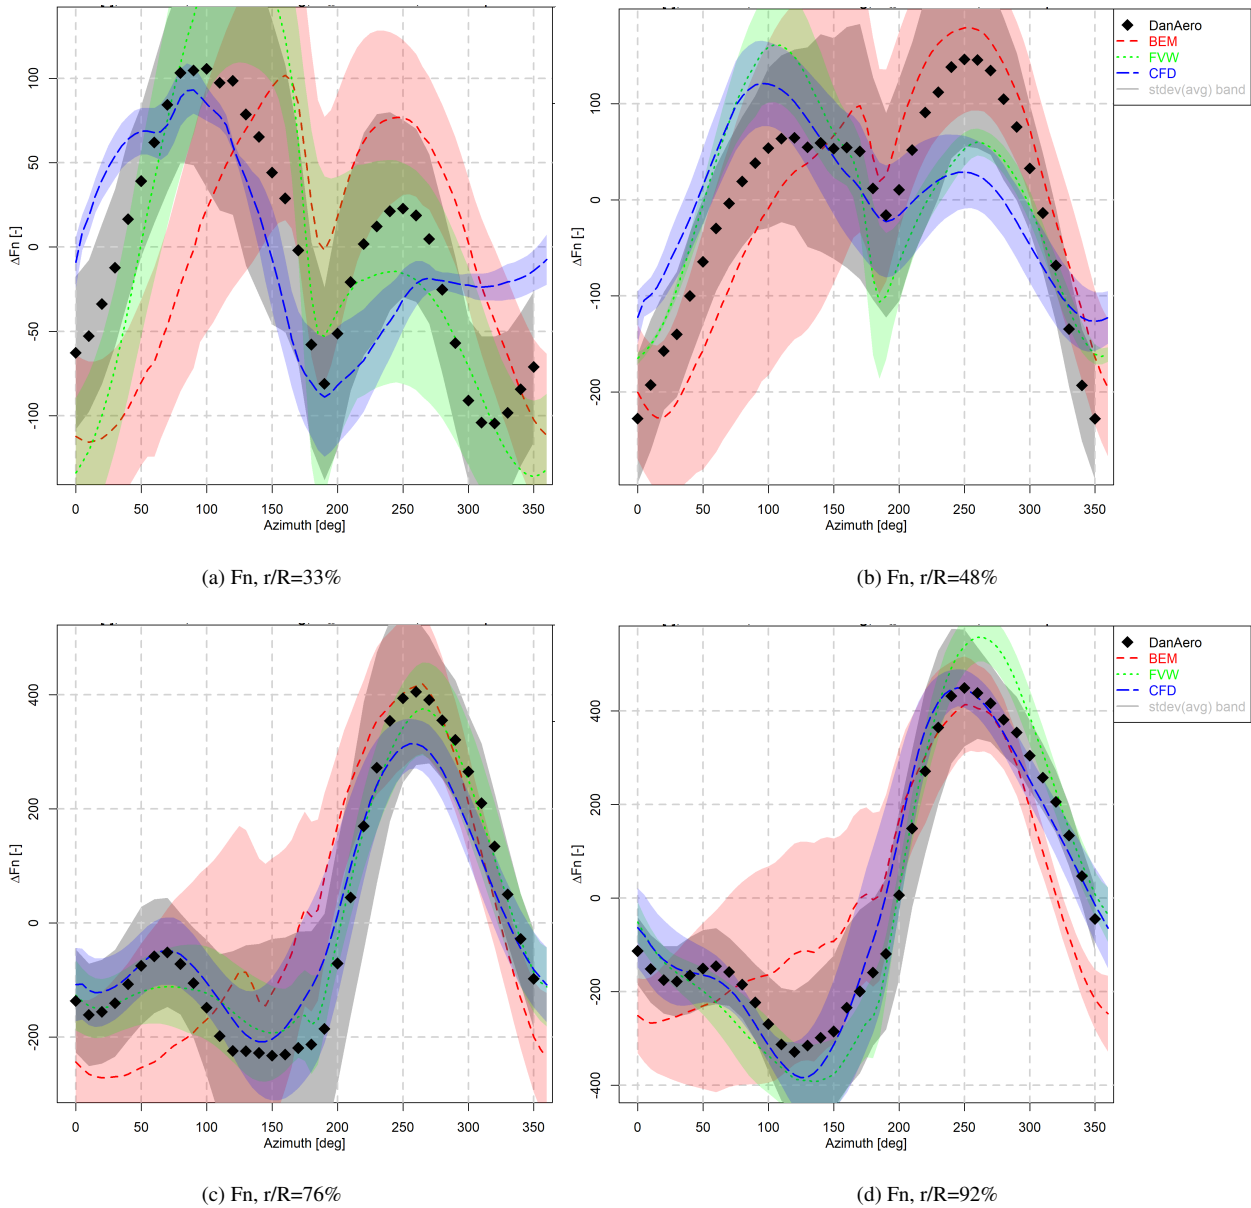 100
50
0
-50
-100
ΔFn [-]
0 50 100 150 200 250 300 350
Azimuth [deg]
(a) Fn, r/R=33%
100
0
-100
-200
ΔFn [-]
0 50 100 150 200 250 300 350
Azimuth [deg]
DanAero
BEM
FVW
CFD
stdev(avg) band
(b) Fn, r/R=48%
400
200
0
200
ΔFn [-]
0 50 100 150 200 250 300 350
Azimuth [deg]
(c) Fn, r/R=76%
400
200
0
200
-400
ΔFn [-]
0 50 100 150 200 250 300 350
Azimuth [deg]
DanAero
BEM
FVW
CFD
stdev(avg) band
(d) Fn, r/R=92%